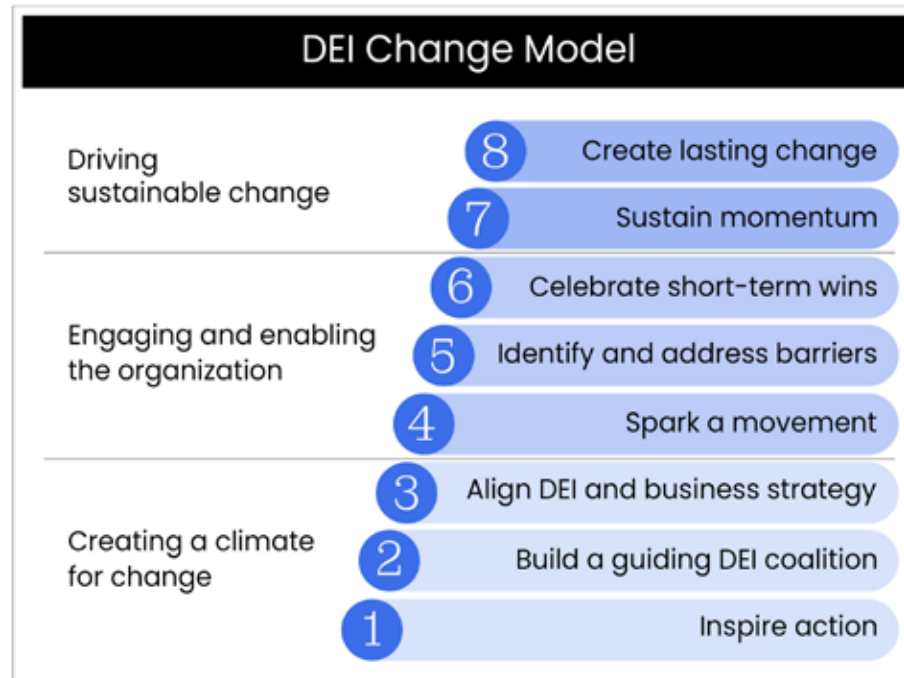 DEI Change Model
Driving
sustainable change
8 Create lasting change
7 Sustain momentum
Engaging and enabling
the organization
6 Celebrate short-term wins
5 Identify and address barriers
4 Spark a movement
Creating a climate
for change
3 Align DEI and business strategy
2 Build a guiding DEI coalition
1 Inspire action